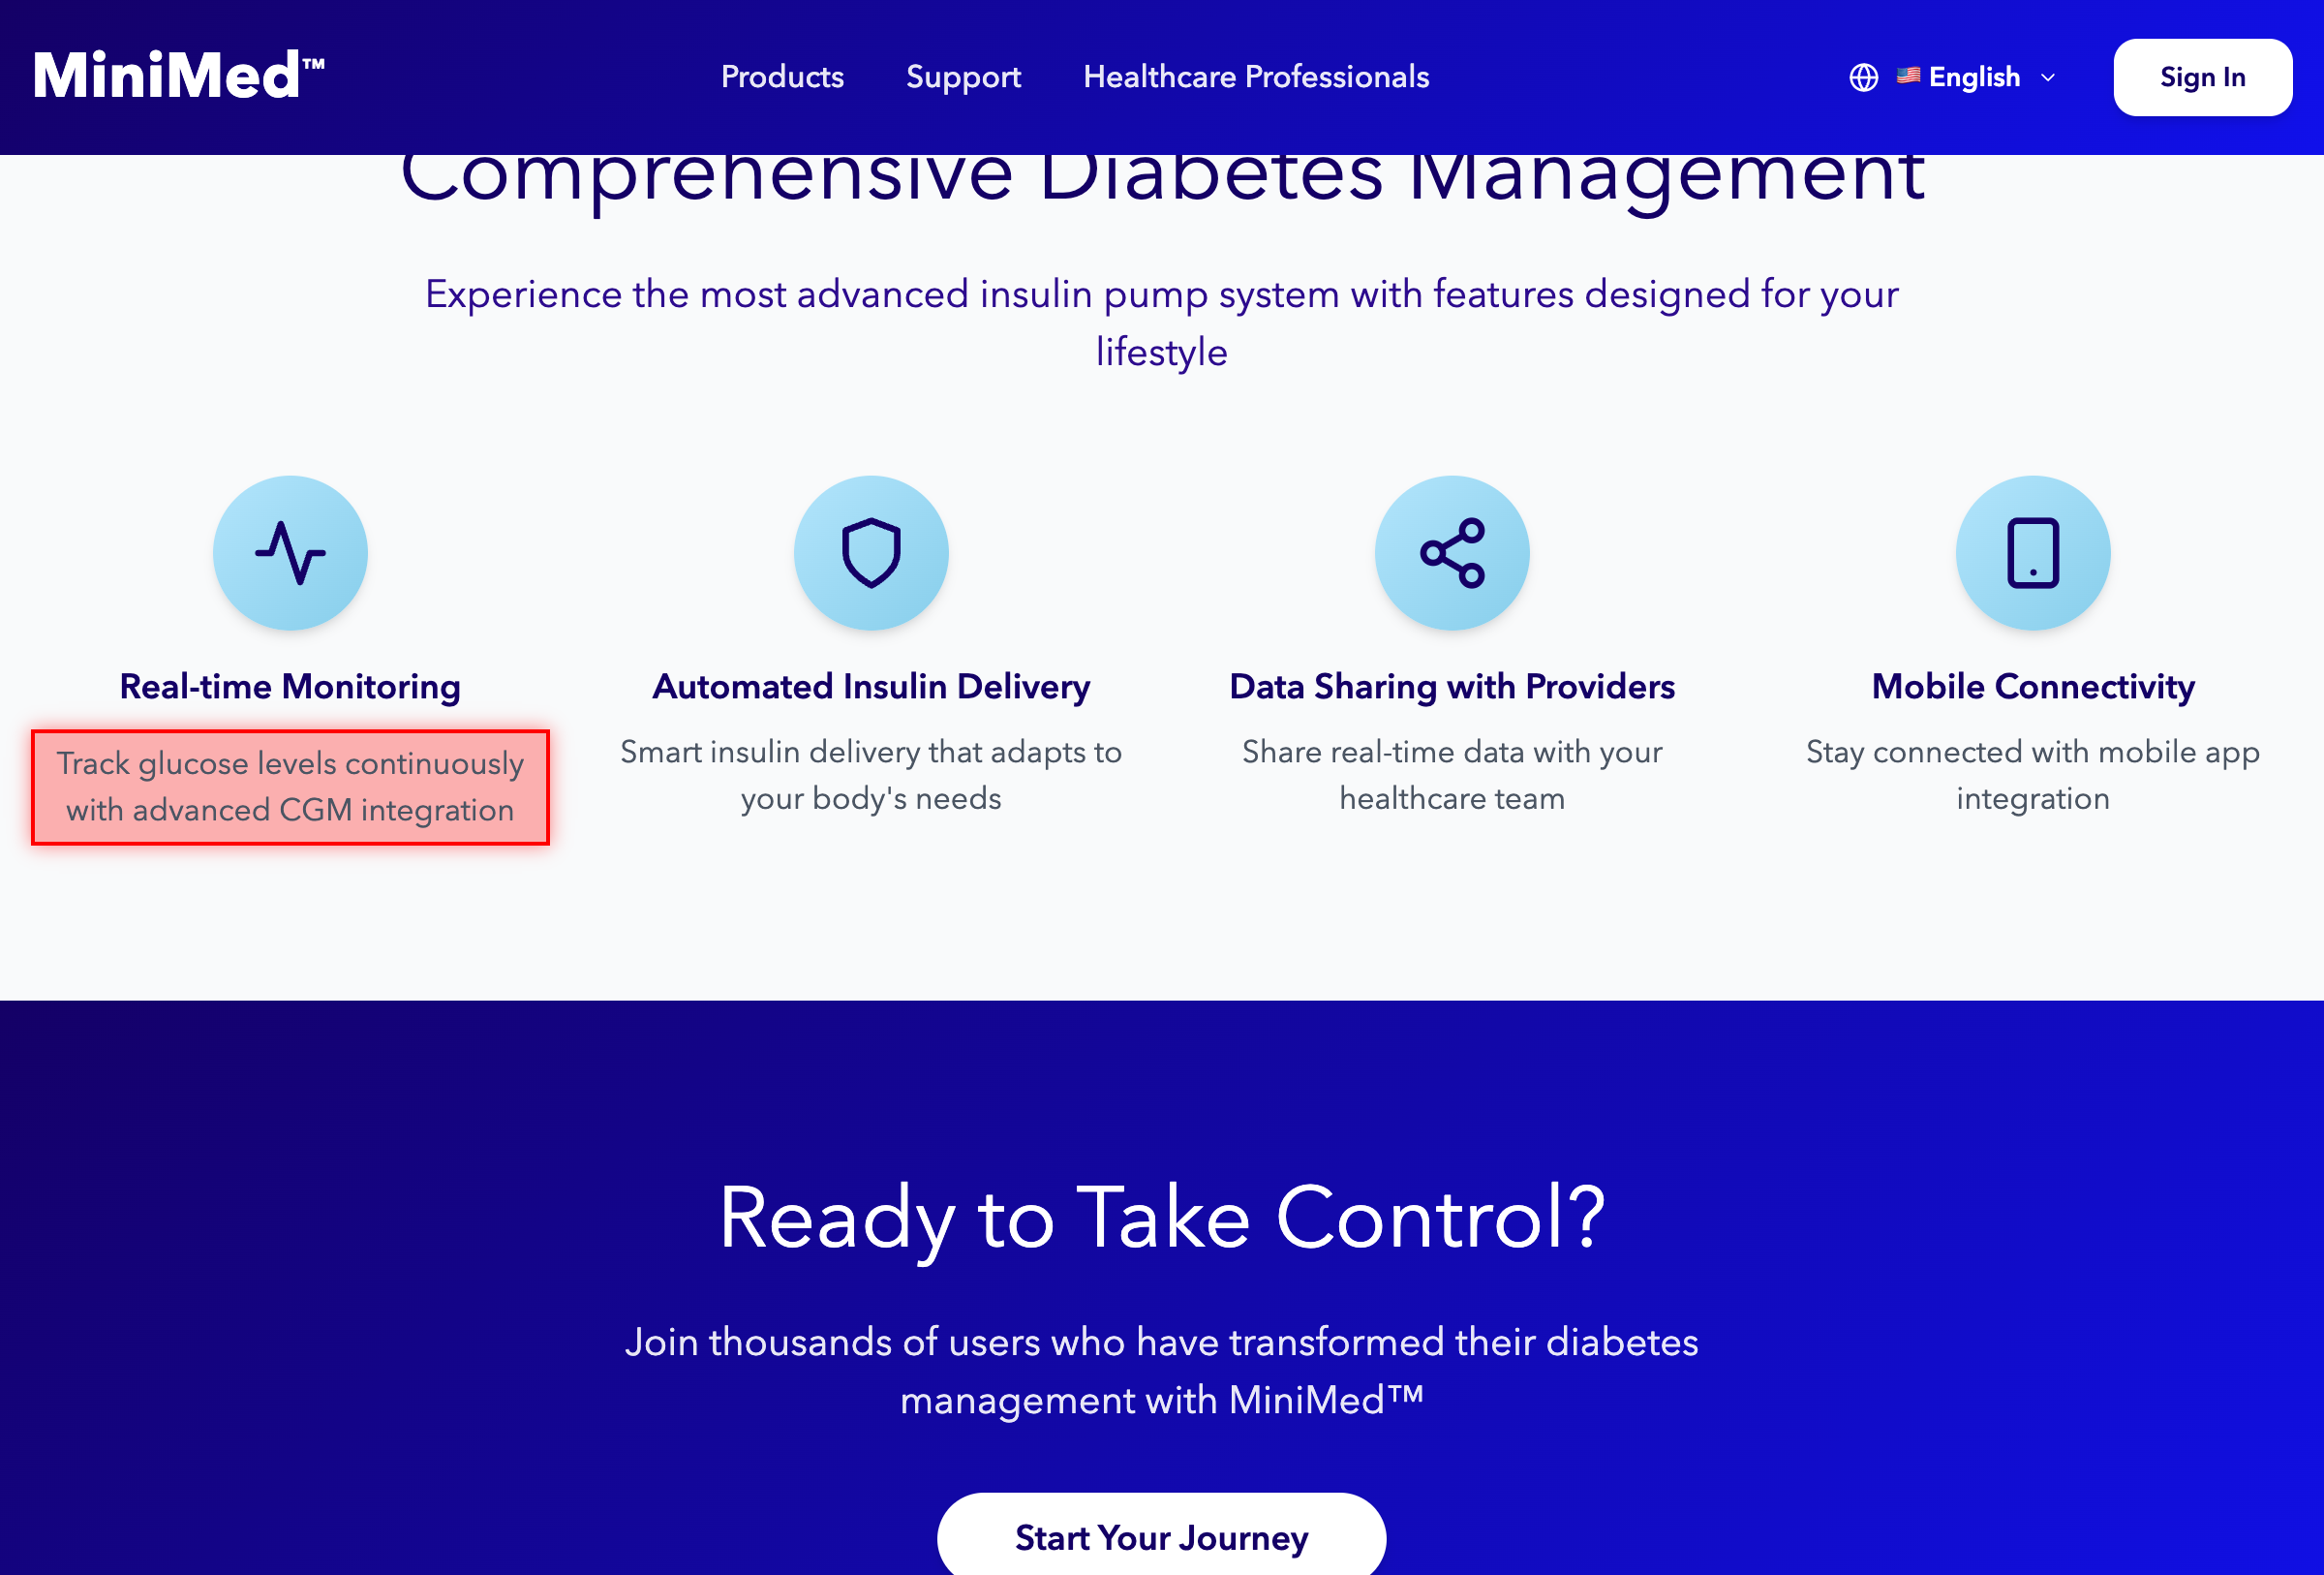 MiniMed™
Products
Support
Healthcare Professionals
English
Sign In
Comprehensive Diabetes Management
Experience the most advanced insulin pump system with features designed for your
lifestyle
Real-time Monitoring
Track glucose levels continuously
with advanced CGM integration
Automated Insulin Delivery
Smart insulin delivery that adapts to
your body's needs
Data Sharing with Providers
Share real-time data with your
healthcare team
Mobile Connectivity
Stay connected with mobile app
integration
Ready to Take Control?
Join thousands of users who have transformed their diabetes
management with MiniMed™
Start Your Journey